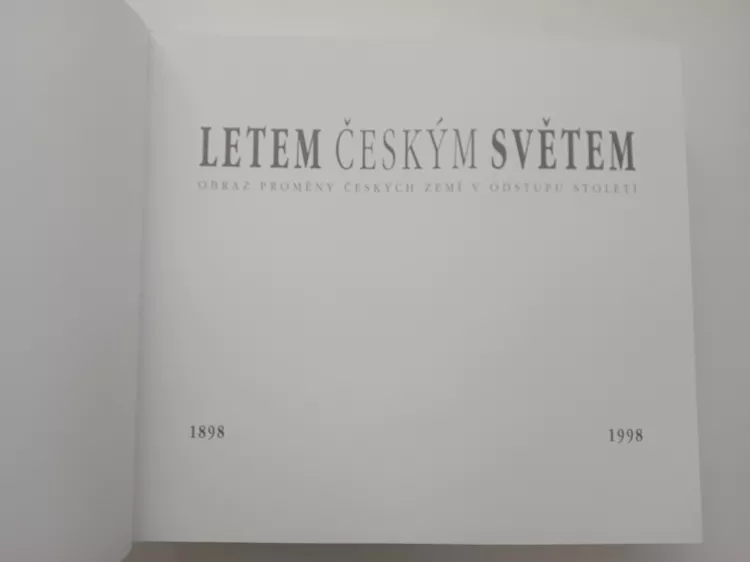 LETEM ČESKÝM SVĚTEM
OBRAZ PROMĚNY ČESKÝCH ZEMÍ V ODSTUPU STOLETÍ
1898 1998